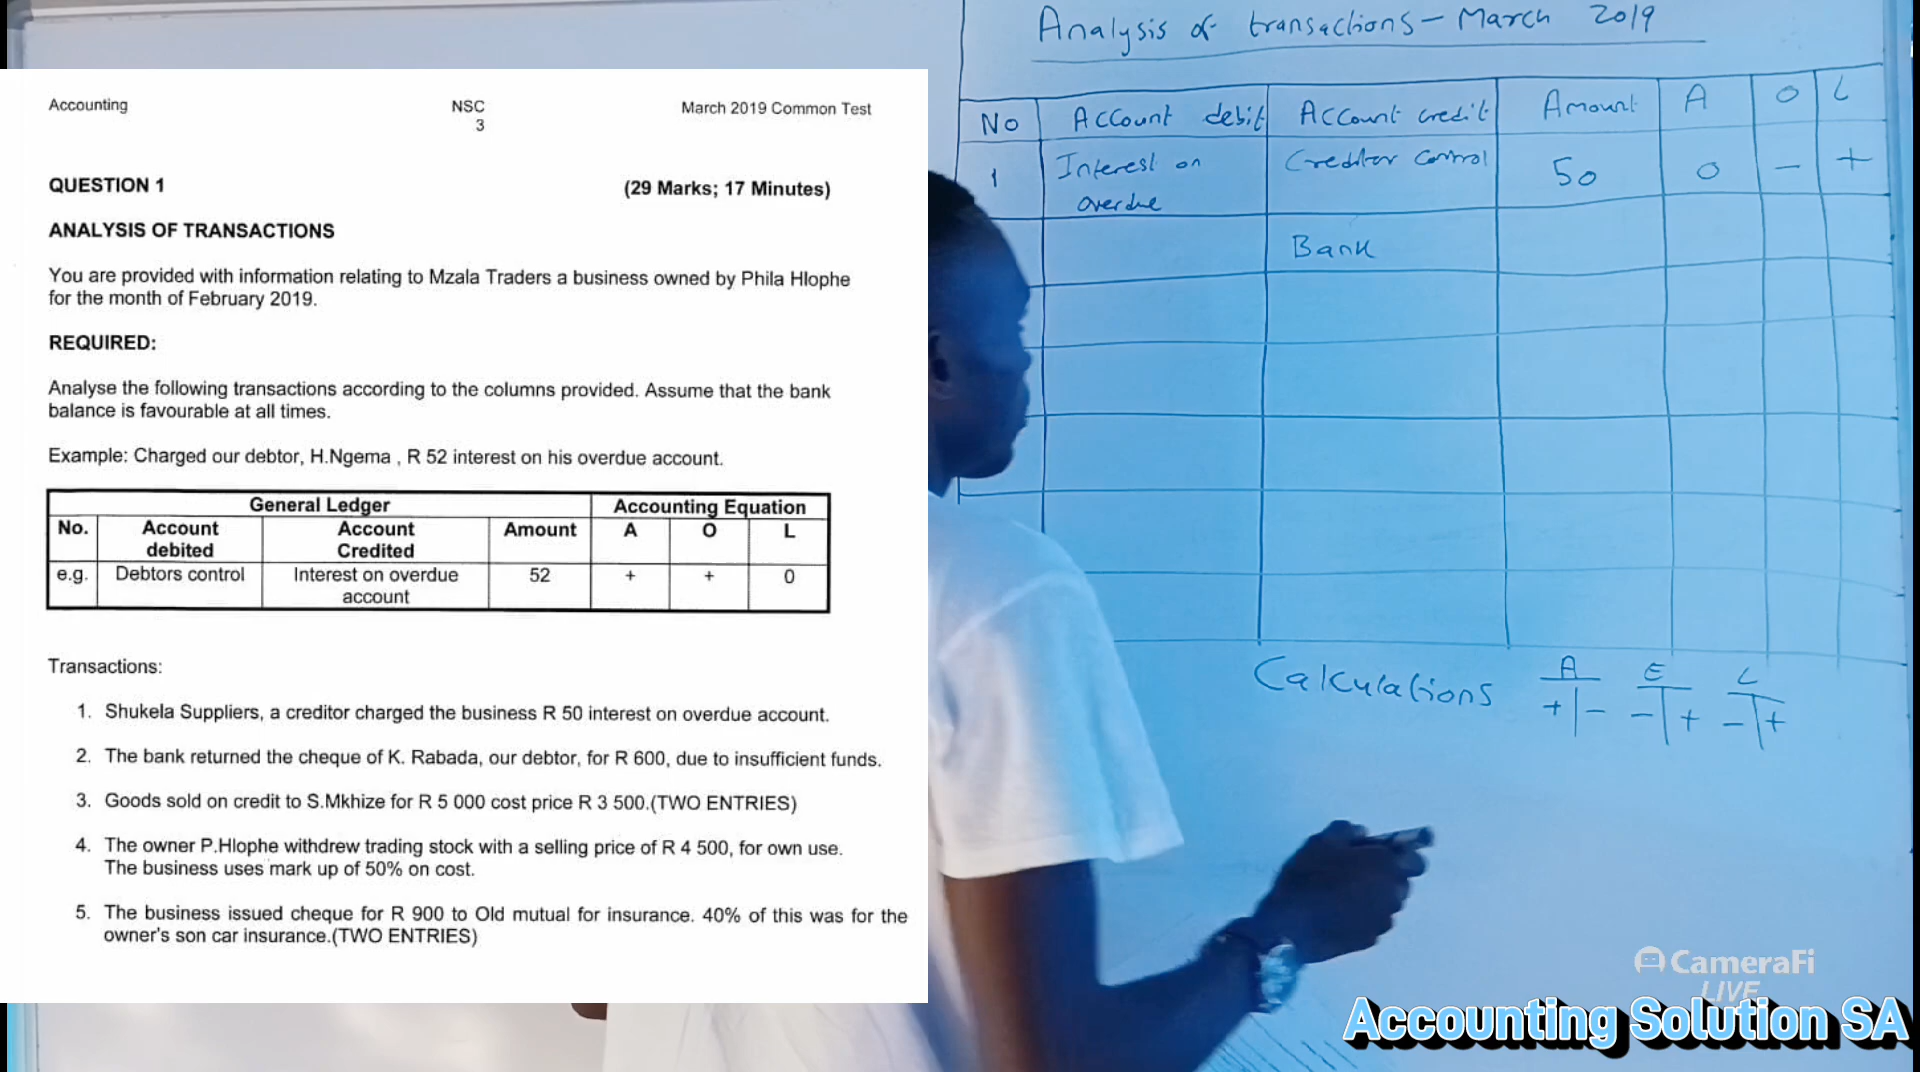 Accounting NSC March 2019 Common Test
3
QUESTION 1 (29 Marks; 17 Minutes)
ANALYSIS OF TRANSACTIONS
You are provided with information relating to Mzala Traders a business owned by Phila Hlophe
for the month of February 2019.
REQUIRED:
Analyse the following transactions according to the columns provided. Assume that the bank
balance is favourable at all times.
Example: Charged our debtor, H.Ngema , R 52 interest on his overdue account.
General Ledger Accounting Equation
No. Account debited Account Credited Amount A O L
e.g. Debtors control Interest on overdue account 52 + + 0
Transactions:
1. Shukela Suppliers, a creditor charged the business R 50 interest on overdue account.
2. The bank returned the cheque of K. Rabada, our debtor, for R 600, due to insufficient funds.
3. Goods sold on credit to S.Mkhize for R 5 000 cost price R 3 500.(TWO ENTRIES)
4. The owner P.Hlophe withdrew trading stock with a selling price of R 4 500, for own use.
The business uses mark up of 50% on cost.
5. The business issued cheque for R 900 to Old mutual for insurance. 40% of this was for the
owner's son car insurance.(TWO ENTRIES)
Analysis of transactions - March 2019
No Account debit Account credit Amount A O L
1 Interest on overdue Creditor control 50 0 - +
Bank
Calculations A E L
+ - - + - +
CameraFi
LIVE
Accounting Solution SA